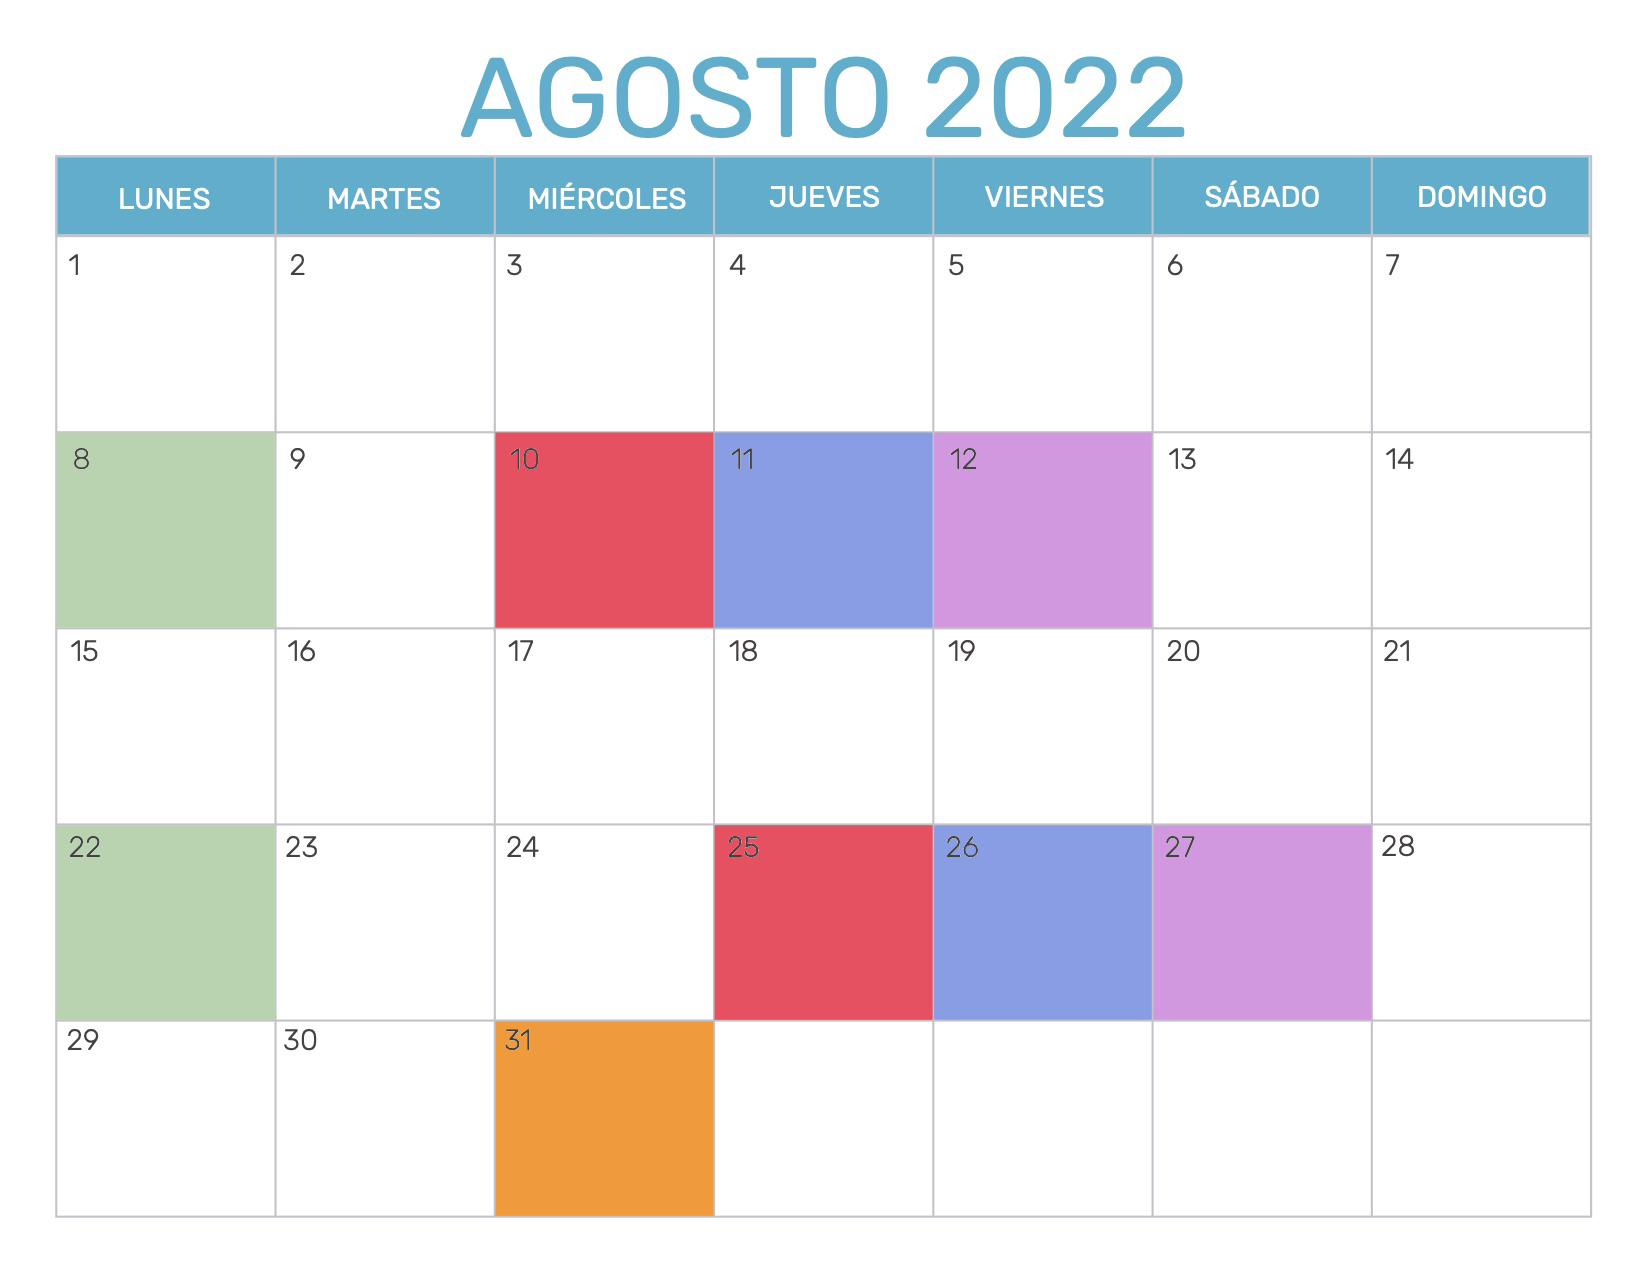 AGOSTO 2022
LUNES MARTES MIÉRCOLES JUEVES VIERNES SÁBADO DOMINGO
1 2 3 4 5 6 7
8 9 10 11 12 13 14
15 16 17 18 19 20 21
22 23 24 25 26 27 28
29 30 31